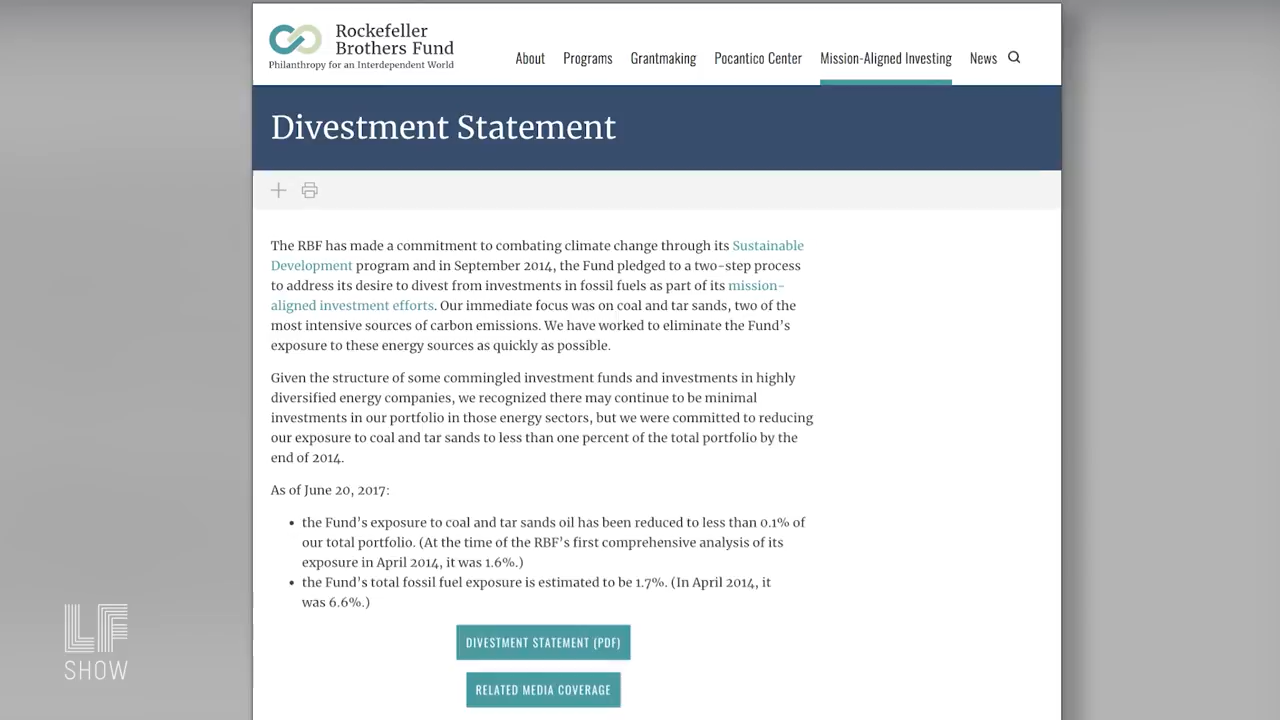 Rockefeller
Brothers Fund
Philanthropy for an Interdependent World
About Programs Grantmaking Pocantico Center Mission-Aligned Investing News
Divestment Statement
The RBF has made a commitment to combating climate change through its Sustainable
Development program and in September 2014, the Fund pledged to a two-step process
to address its desire to divest from investments in fossil fuels as part of its mission-
aligned investment efforts. Our immediate focus was on coal and tar sands, two of the
most intensive sources of carbon emissions. We have worked to eliminate the Fund’s
exposure to these energy sources as quickly as possible.
Given the structure of some commingled investment funds and investments in highly
diversified energy companies, we recognized there may continue to be minimal
investments in our portfolio in those energy sectors, but we were committed to reducing
our exposure to coal and tar sands to less than one percent of the total portfolio by the
end of 2014.
As of June 20, 2017:
• the Fund’s exposure to coal and tar sands oil has been reduced to less than 0.1% of
our total portfolio. (At the time of the RBF’s first comprehensive analysis of its
exposure in April 2014, it was 1.6%.)
• the Fund’s total fossil fuel exposure is estimated to be 1.7%. (In April 2014, it
was 6.6%.)
DIVESTMENT STATEMENT (PDF)
RELATED MEDIA COVERAGE
LF
SHOW